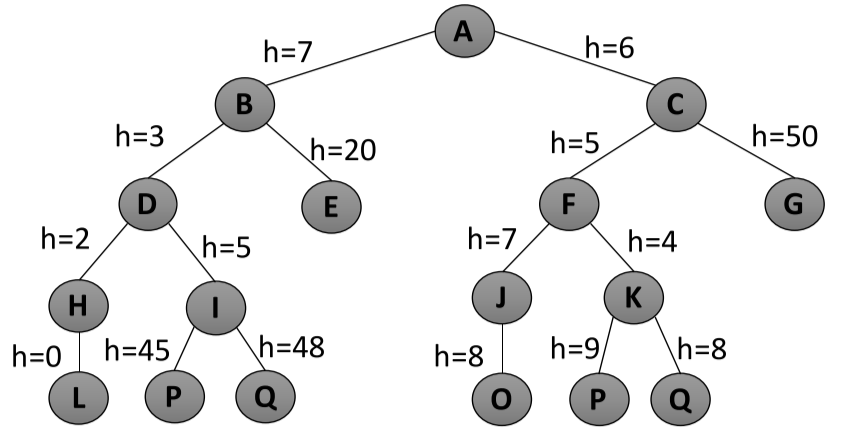 A
h=7 h=6
B C
h=3 h=20 h=5 h=50
D E F G
h=2 h=5 h=7 h=4
H I J K
h=0 h=45 h=48 h=8 h=9 h=8
L P Q O P Q